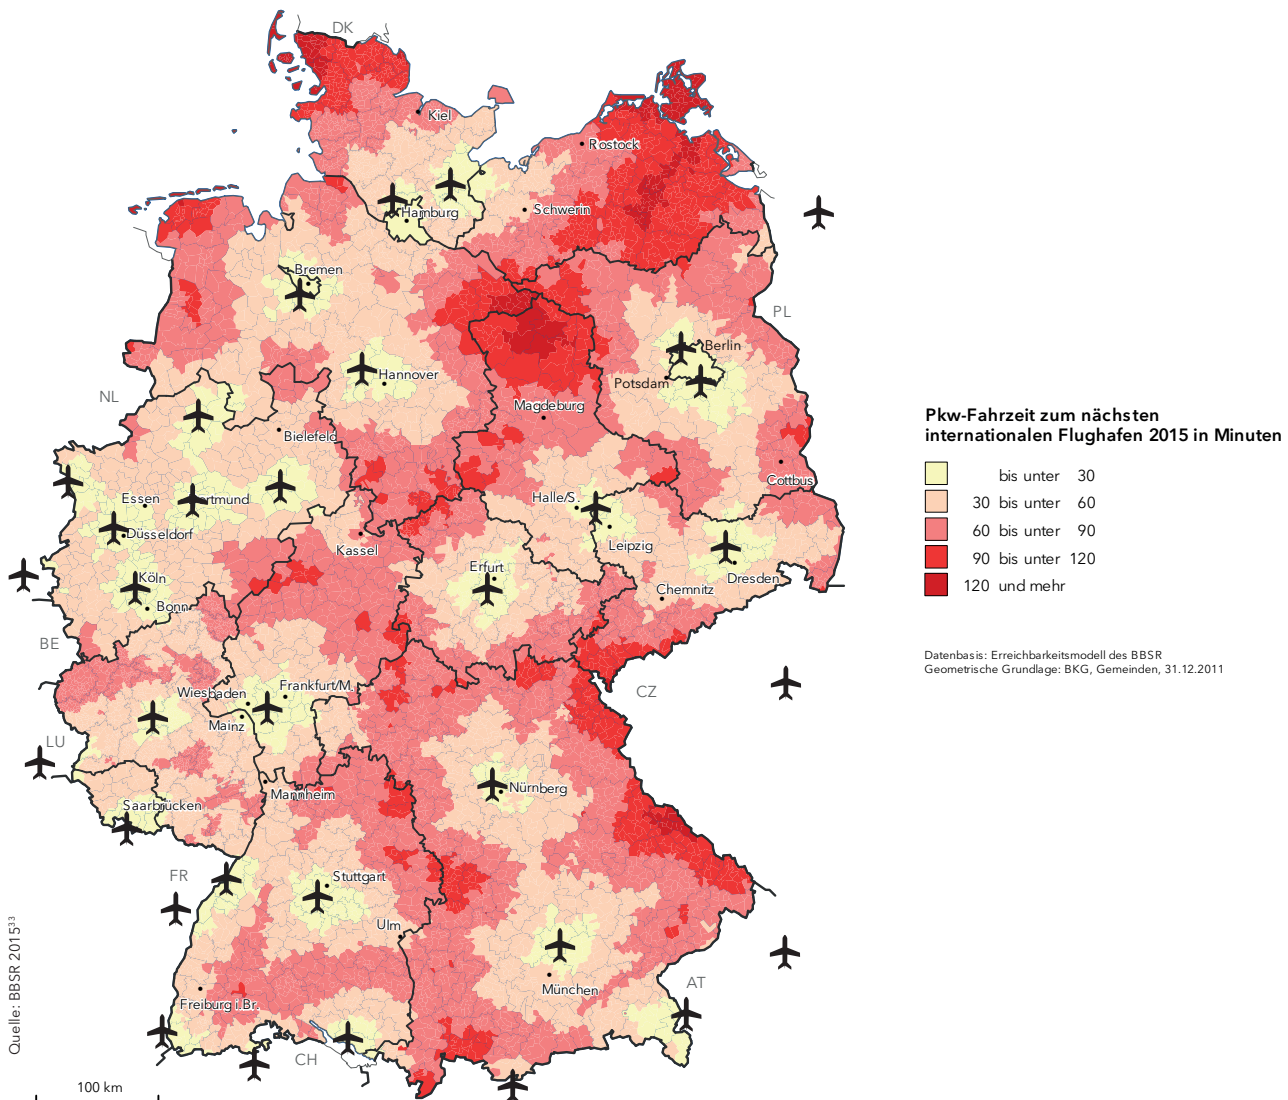 DK
Kiel
Rostock
Hamburg
Schwerin
Bremen
PL
Berlin
Hannover
Potsdam
NL
Magdeburg
Bielefeld
Cottbus
Essen
ortmund
Halle/S.
Düsseldorf
Leipzig
Kassel
Erfurt
Köln
Dresden
Chemnitz
Bonn
BE
Wiesbaden
Frankfurt/M.
CZ
Mainz
LU
Nürnberg
Mannheim
Saarbrücken
FR
Stuttgart
Ulm
München
AT
Freiburg i.Br.
CH
100 km
Quelle: BBSR 2015³³
Pkw-Fahrzeit zum nächsten
internationalen Flughafen 2015 in Minuten
bis unter 30
30 bis unter 60
60 bis unter 90
90 bis unter 120
120 und mehr
Datenbasis: Erreichbarkeitsmodell des BBSR
Geometrische Grundlage: BKG, Gemeinden, 31.12.2011